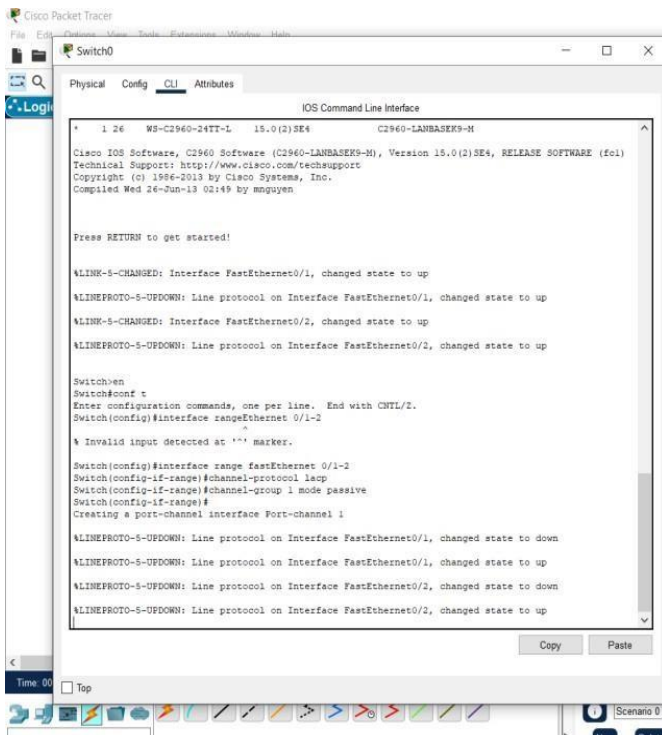 Cisco Packet Tracer
File Edit Options View Tools Extensions Window Help
Switch0
Physical Config CLI Attributes
IOS Command Line Interface
* 1 26 WS-C2960-24TT-L 15.0(2)SE4 C2960-LANBASEK9-M
Cisco IOS Software, C2960 Software (C2960-LANBASEK9-M), Version 15.0(2)SE4, RELEASE SOFTWARE (fc1)
Technical Support: http://www.cisco.com/techsupport
Copyright (c) 1986-2013 by Cisco Systems, Inc.
Compiled Wed 26-Jun-13 02:49 by mnguyen
Press RETURN to get started!
%LINK-5-CHANGED: Interface FastEthernet0/1, changed state to up
%LINEPROTO-5-UPDOWN: Line protocol on Interface FastEthernet0/1, changed state to up
%LINK-5-CHANGED: Interface FastEthernet0/2, changed state to up
%LINEPROTO-5-UPDOWN: Line protocol on Interface FastEthernet0/2, changed state to up
Switch>en
Switch#conf t
Enter configuration commands, one per line. End with CNTL/Z.
Switch(config)#interface rangeEthernet 0/1-2
^
% Invalid input detected at '^' marker.
Switch(config)#interface range fastEthernet 0/1-2
Switch(config-if-range)#channel-protocol lacp
Switch(config-if-range)#channel-group 1 mode passive
Switch(config-if-range)#
Creating a port-channel interface Port-channel 1
%LINEPROTO-5-UPDOWN: Line protocol on Interface FastEthernet0/1, changed state to down
%LINEPROTO-5-UPDOWN: Line protocol on Interface FastEthernet0/1, changed state to up
%LINEPROTO-5-UPDOWN: Line protocol on Interface FastEthernet0/2, changed state to down
%LINEPROTO-5-UPDOWN: Line protocol on Interface FastEthernet0/2, changed state to up
Copy Paste
Time: 00
Top
Scenario 0